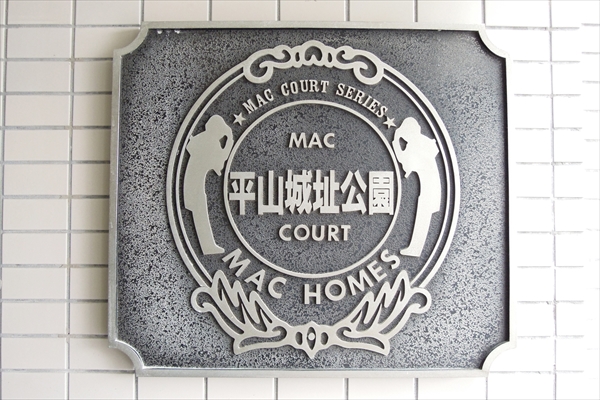 ★MAC COURT SERIES★
MAC
平山城址公園
COURT
MAC HOMES